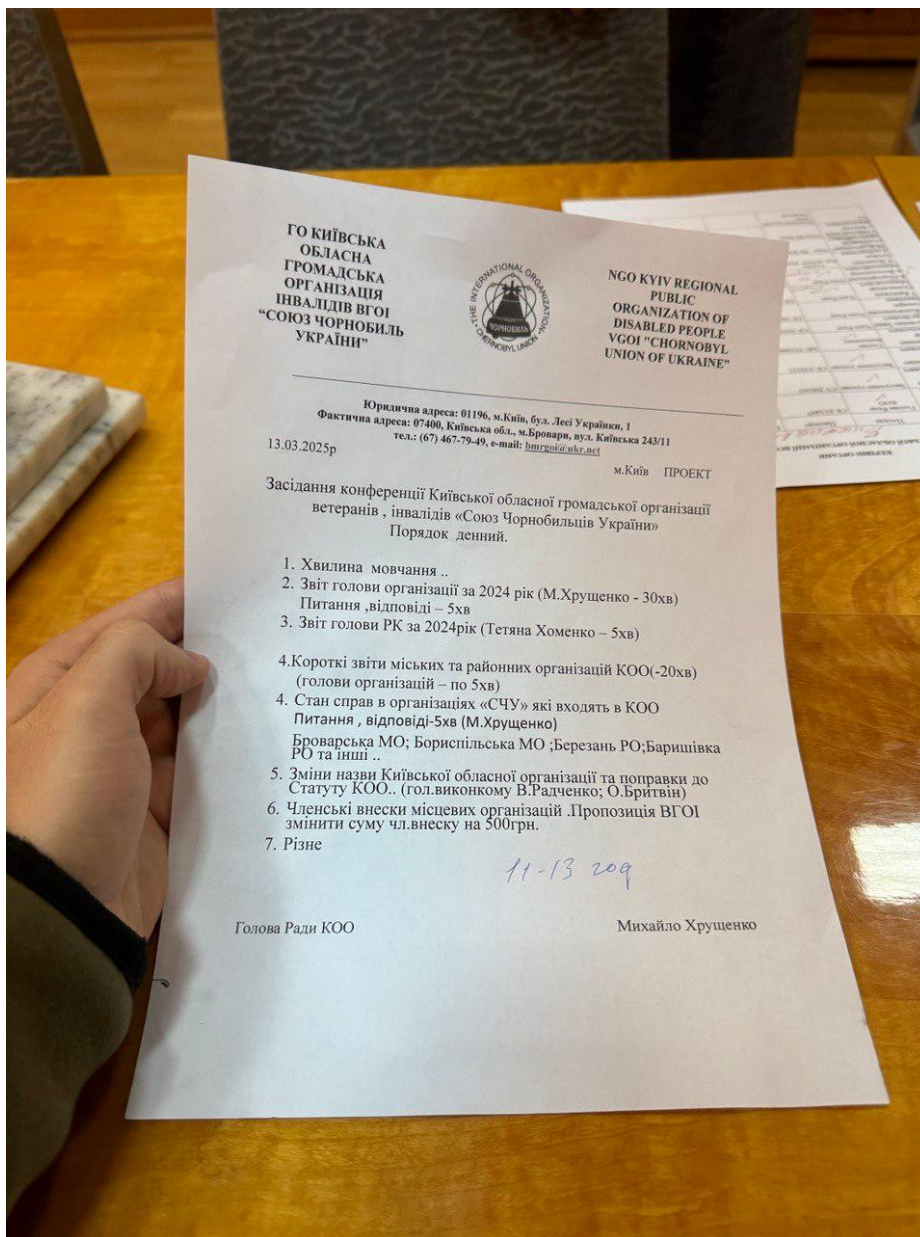 ГО КИЇВСЬКА
ОБЛАСНА
ГРОМАДСЬКА
ОРГАНІЗАЦІЯ
ІНВАЛІДІВ ВГОІ
“СОЮЗ ЧОРНОБИЛЬ
УКРАЇНИ”
THE INTERNATIONAL ORGANIZATION
ЧОРНОБИЛЬ
CHERNOBYL UNION
NGO KYIV REGIONAL
PUBLIC
ORGANIZATION OF
DISABLED PEOPLE
VGOI "CHORNOBYL
UNION OF UKRAINE"
Юридична адреса: 01196, м.Київ, бул. Лесі Українки, 1
Фактична адреса: 07400, Київська обл., м.Бровари, вул. Київська 243/11
тел.: (67) 467-79-49, e-mail: bmrgoi@ukr.net
13.03.2025р
м.Київ ПРОЕКТ
Засідання конференції Київської обласної громадської організації
ветеранів , інвалідів «Союз Чорнобильців України»
Порядок денний.
1. Хвилина мовчання ..
2. Звіт голови організації за 2024 рік (М.Хрущенко - 30хв)
Питання ,відповіді – 5хв
3. Звіт голови РК за 2024рік (Тетяна Хоменко – 5хв)
4.Короткі звіти міських та районних організацій КОО(-20хв)
(голови організацій – по 5хв)
4. Стан справ в організаціях «СЧУ» які входять в КОО
Питання , відповіді-5хв (М.Хрущенко)
Броварська МО; Бориспільська МО ;Березань РО;Баришівка
РО та інші ..
5. Зміни назви Київської обласної організації та поправки до
Статуту КОО.. (гол.виконкому В.Радченко; О.Бритвін)
6. Членські внески місцевих організацій .Пропозиція ВГОІ
змінити суму чл.внеску на 500грн.
7. Різне
11-13 год
Голова Ради КОО
Михайло Хрущенко